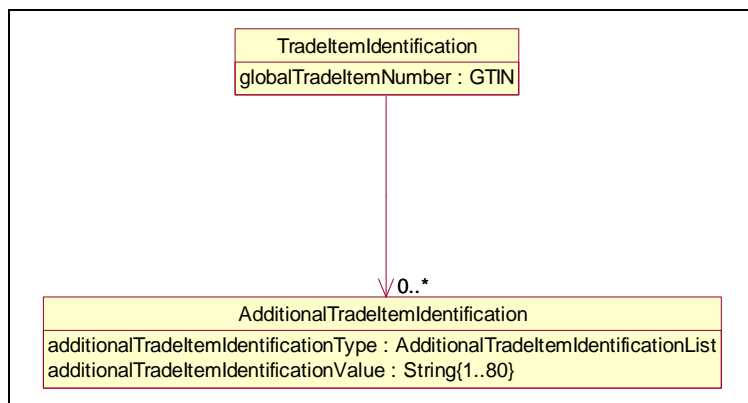 TradeItemIdentification
globalTradeItemNumber : GTIN
0..*
AdditionalTradeItemIdentification
additionalTradeItemIdentificationType : AdditionalTradeItemIdentificationList
additionalTradeItemIdentificationValue : String{1..80}